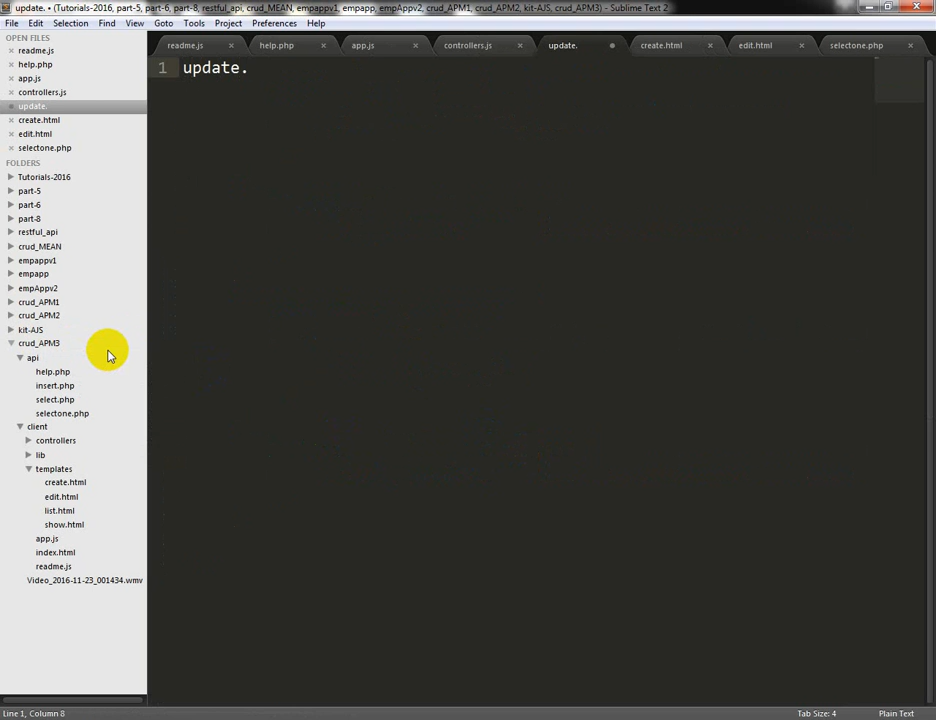 update. • (Tutorials-2016, part-5, part-6, part-8, restful_api, crud_MEAN, empappv1, empapp, empAppv2, crud_APM1, crud_APM2, kit-AJS, crud_APM3) - Sublime Text 2
File Edit Selection Find View Goto Tools Project Preferences Help
OPEN FILES
readme.js
help.php
app.js
controllers.js
update.
create.html
edit.html
selectone.php
FOLDERS
Tutorials-2016
part-5
part-6
part-8
restful_api
crud_MEAN
empappv1
empapp
empAppv2
crud_APM1
crud_APM2
kit-AJS
crud_APM3
api
help.php
insert.php
select.php
selectone.php
client
controllers
lib
templates
create.html
edit.html
list.html
show.html
app.js
index.html
readme.js
Video_2016-11-23_001434.wmv
readme.js help.php app.js controllers.js update. create.html edit.html selectone.php
1 update.
Line 1, Column 8 Tab Size: 4 Plain Text